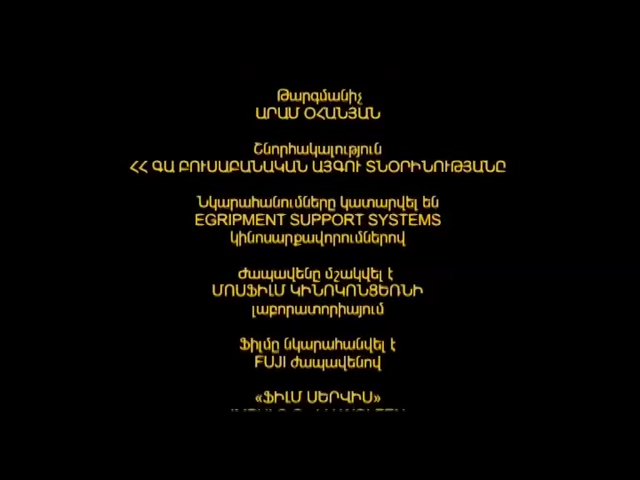 Թարգմանիչ
ԱՐԱՄ ՕՀԱՆՅԱՆ
Շնորհակալություն
ՀՀ ԳԱ ԲՈՒՍԱԲԱՆԱԿԱՆ ԱՅԳՈՒ ՏՆՕՐԻՆՈՒԹՅԱՆԸ
Նկարահանումները կատարվել են
EGRIPMENT SUPPORT SYSTEMS
կինոսարքավորումներով
Ժապավենը մշակվել է
ՄՈՍՖԻԼՄ ԿԻՆՈԿՈՆՑԵՌՆԻ
լաբորատորիայում
Ֆիլմը նկարահանվել է
FUJI ժապավենով
«ՖԻԼՄ ՍԵՐՎԻՍ»